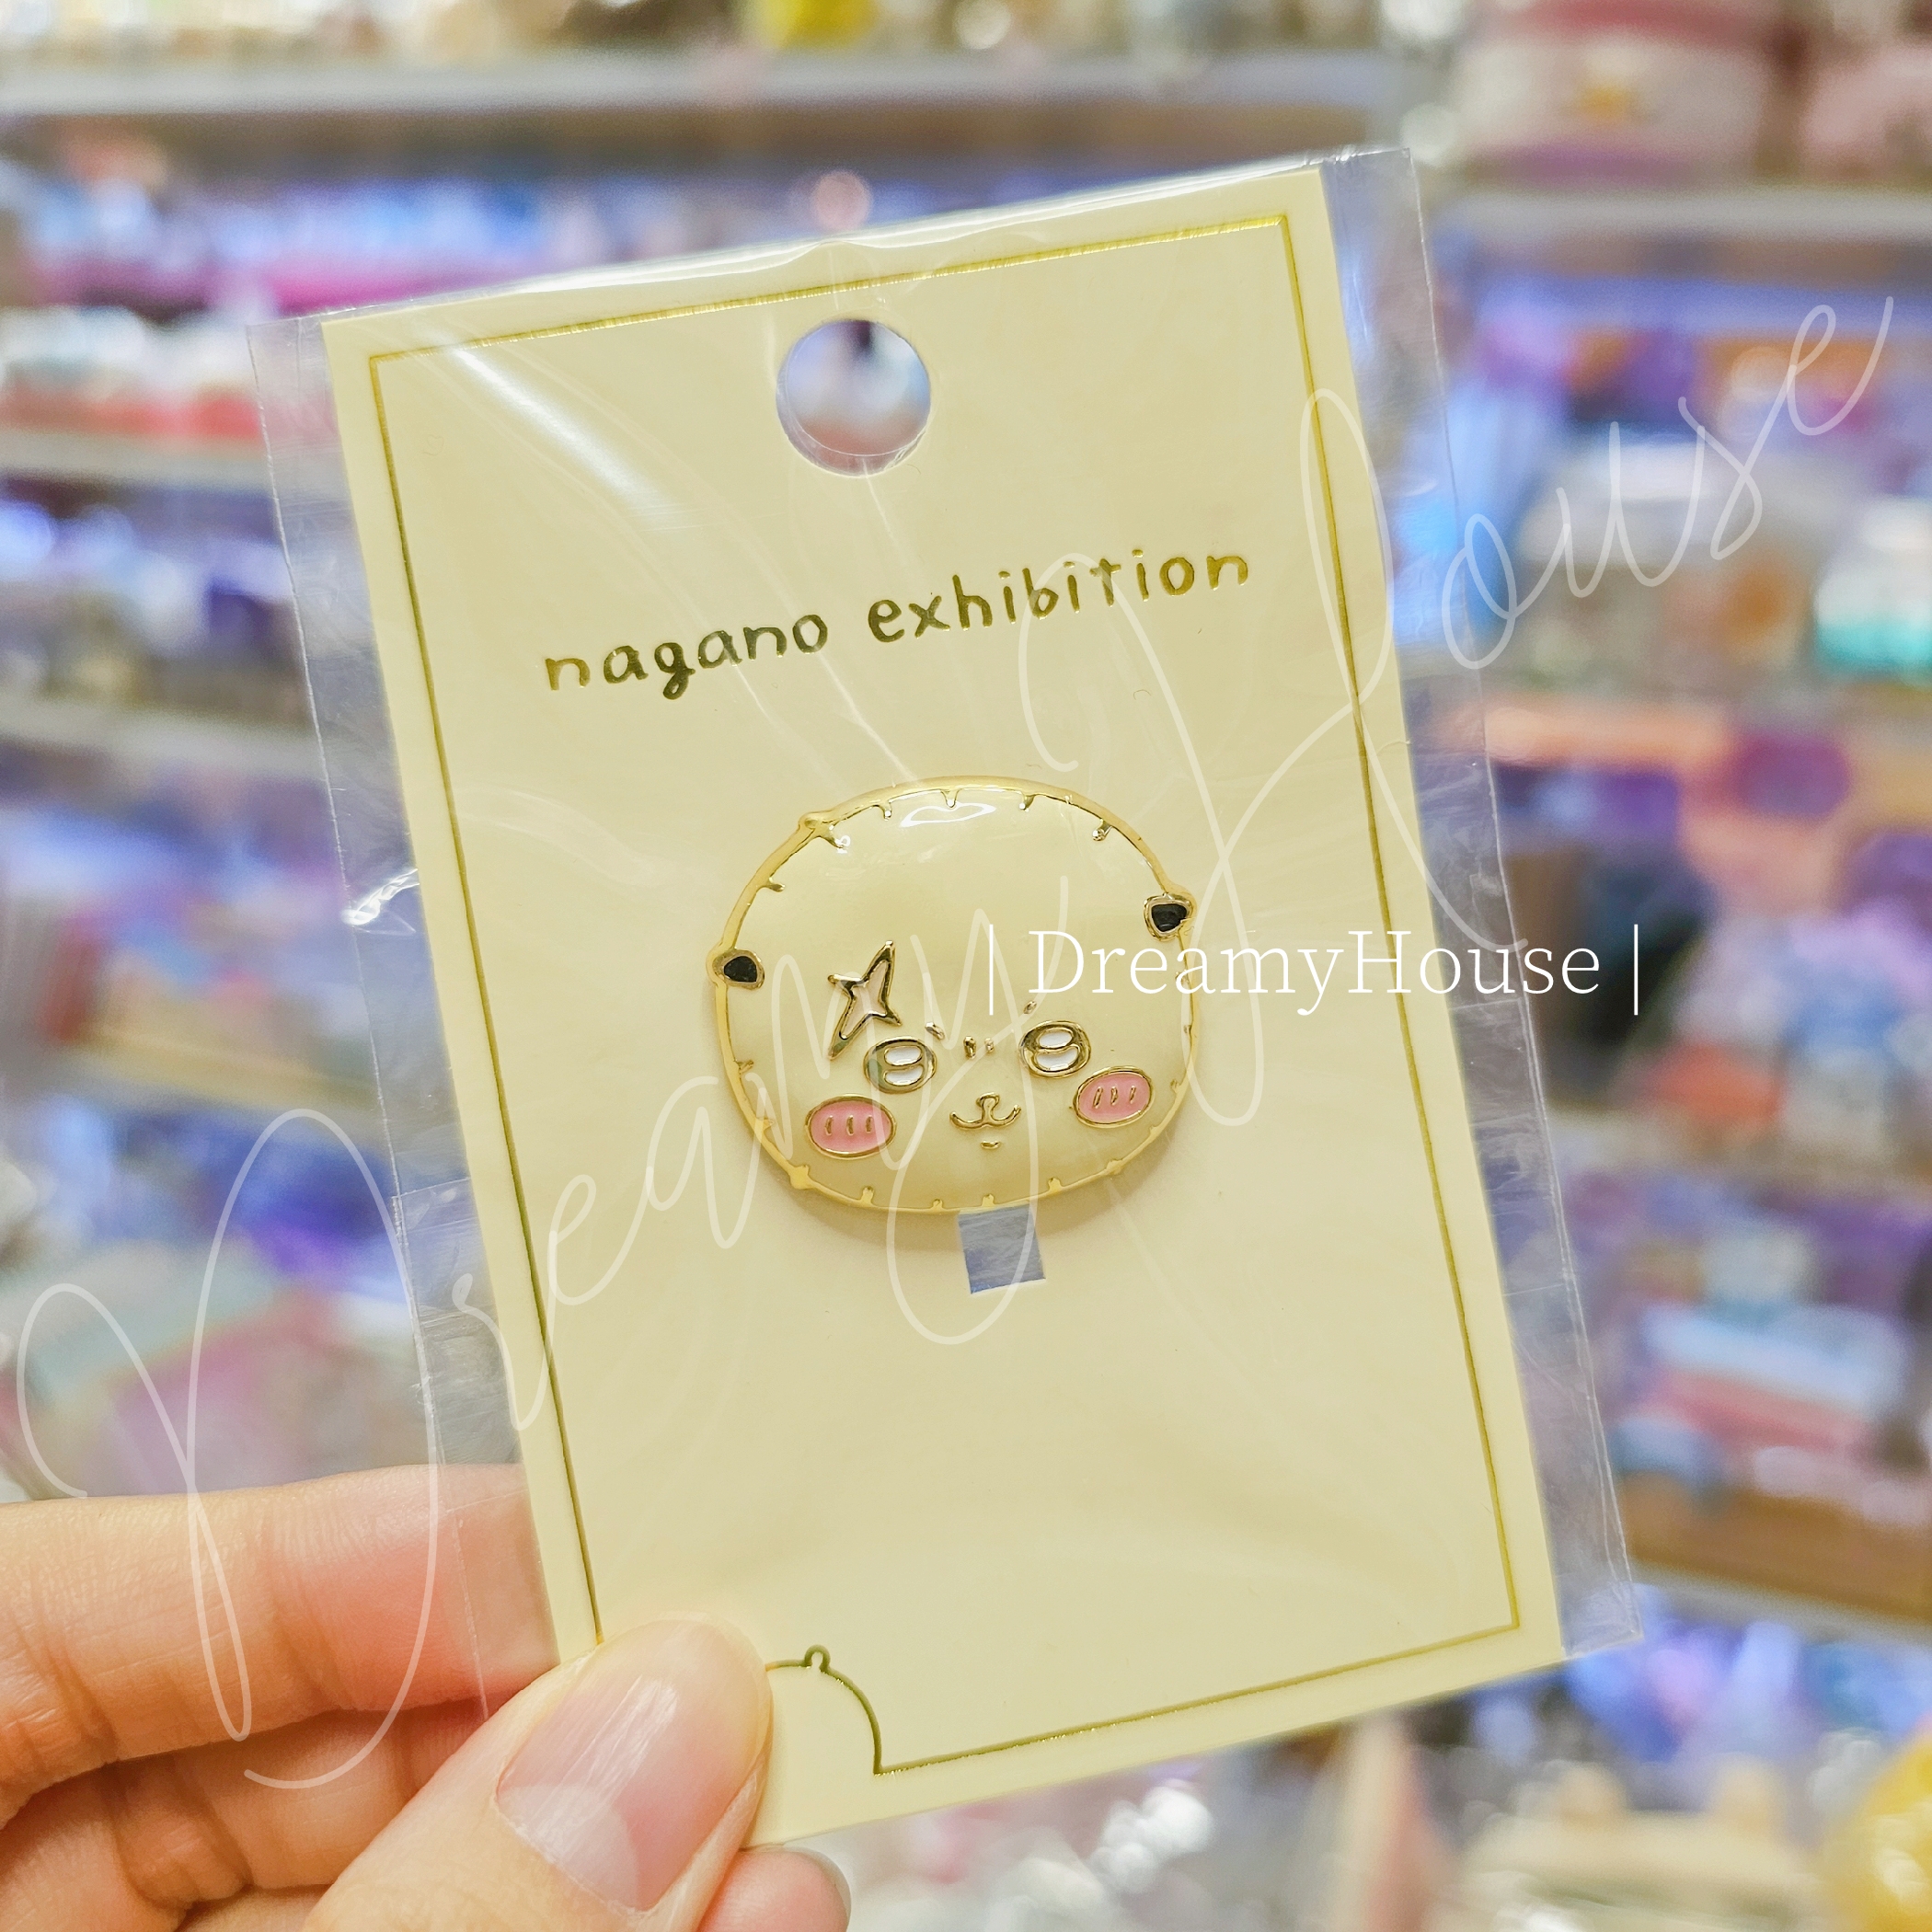 nagano exhibition
| DreamyHouse |
DreamyHouse